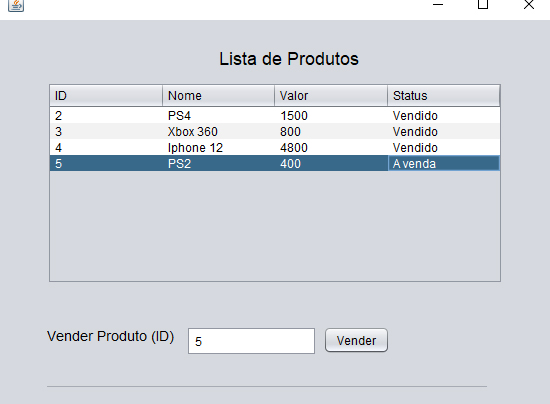 Lista de Produtos
ID Nome Valor Status
2 PS4 1500 Vendido
3 Xbox 360 800 Vendido
4 Iphone 12 4800 Vendido
5 PS2 400 A venda
Vender Produto (ID) 5 Vender